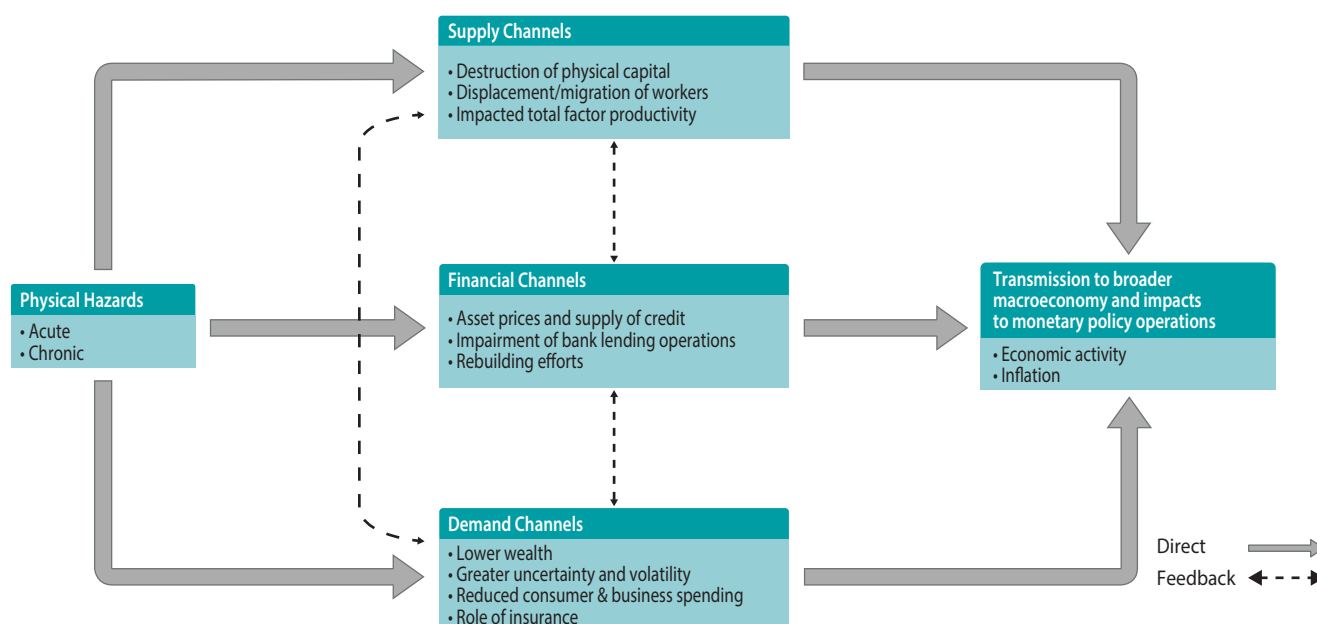 Supply Channels
• Destruction of physical capital
• Displacement/migration of workers
• Impacted total factor productivity
Physical Hazards
• Acute
• Chronic
Financial Channels
• Asset prices and supply of credit
• Impairment of bank lending operations
• Rebuilding efforts
Transmission to broader
macroeconomy and impacts
to monetary policy operations
• Economic activity
• Inflation
Demand Channels
• Lower wealth
• Greater uncertainty and volatility
• Reduced consumer & business spending
• Role of insurance
Direct
Feedback